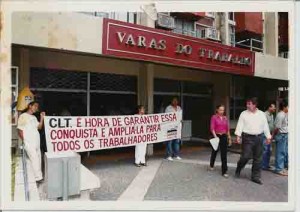 VARAS DO TRABALHO
CLT, É HORA DE GARANTIR ESSA
CONQUISTA E AMPLIÁ-LA PARA
TODOS OS TRABALHADORES